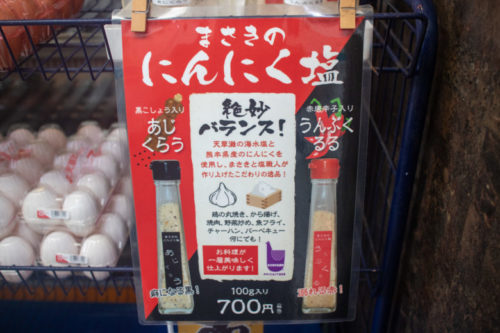 まさきの
にんにく塩
黒こしょう入り
あじ
くらう
絶妙
バランス!
赤唐辛子入り
うんぷく
るる
天草灘の海水塩と
熊本県産のにんにくを
使用し、まさきと塩職人が
作り上げたこだわりの逸品!
鶏の丸焼き、から揚げ、
焼肉、野菜炒め、魚フライ、
チャーハン、バーベキュー
何にでも!
お料理が
一層美味しく
仕上がります!
100g入り
700円